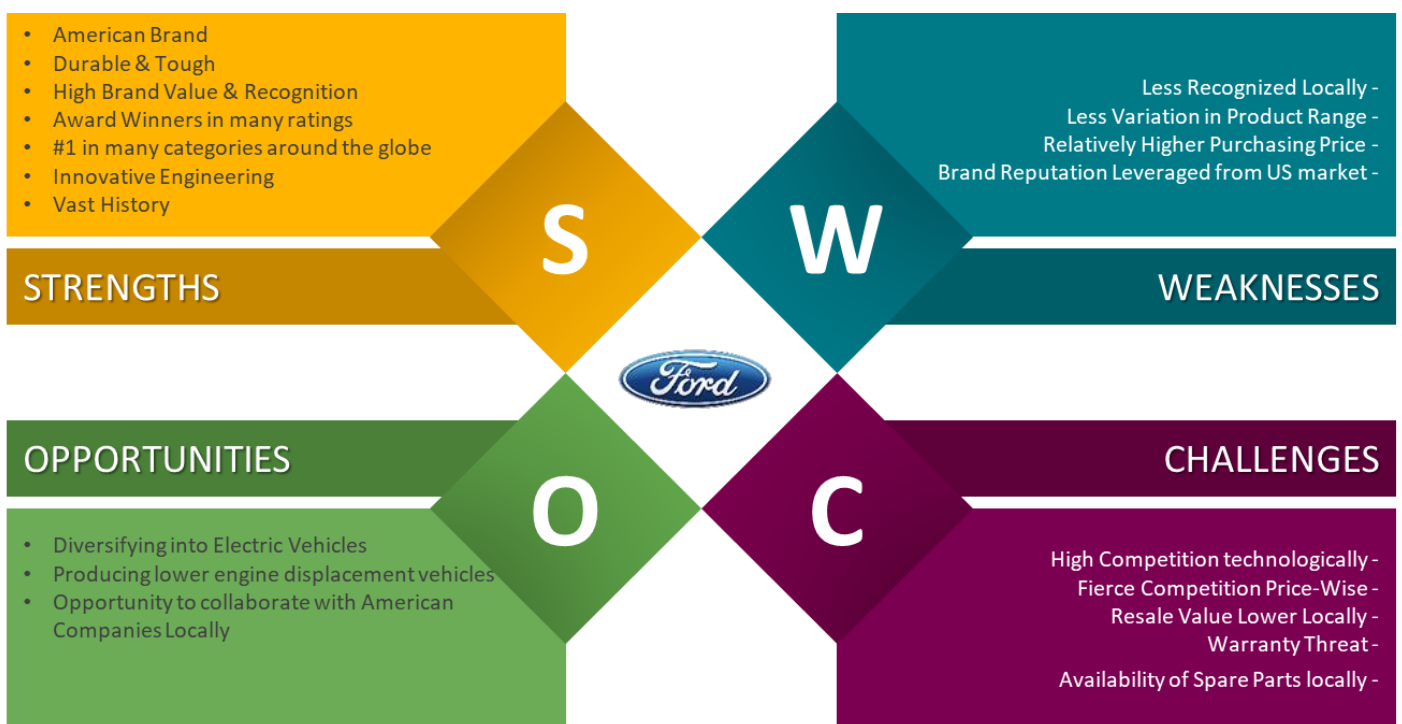 • American Brand
• Durable & Tough
• High Brand Value & Recognition
• Award Winners in many ratings
• #1 in many categories around the globe
• Innovative Engineering
• Vast History
S
STRENGTHS
Less Recognized Locally -
Less Variation in Product Range -
Relatively Higher Purchasing Price -
Brand Reputation Leveraged from US market -
W
WEAKNESSES
Ford
OPPORTUNITIES
O
• Diversifying into Electric Vehicles
• Producing lower engine displacement vehicles
• Opportunity to collaborate with American
Companies Locally
CHALLENGES
C
High Competition technologically -
Fierce Competition Price-Wise -
Resale Value Lower Locally -
Warranty Threat -
Availability of Spare Parts locally -